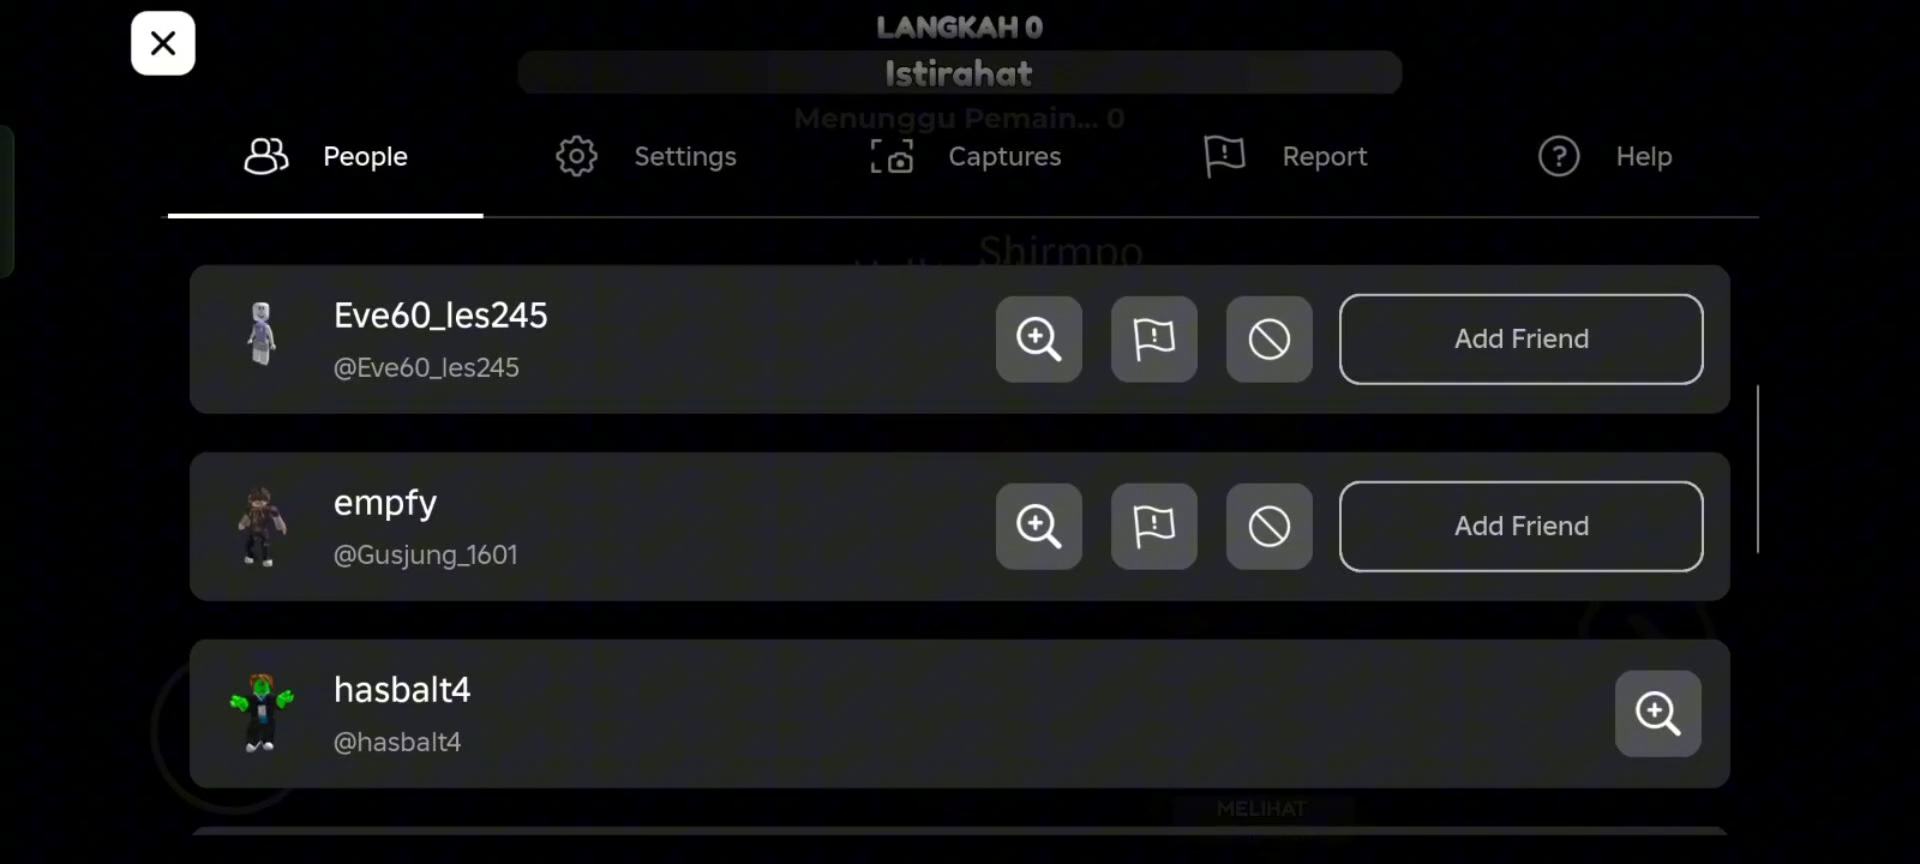 LANGKAH 0
Istirahat
Menunggu Pemain... 0
People
Settings
Captures
Report
Help
Shirmpo
Eve60_les245
@Eve60_les245
Add Friend
empfy
@Gusjung_1601
Add Friend
hasbalt4
@hasbalt4
MELIHAT